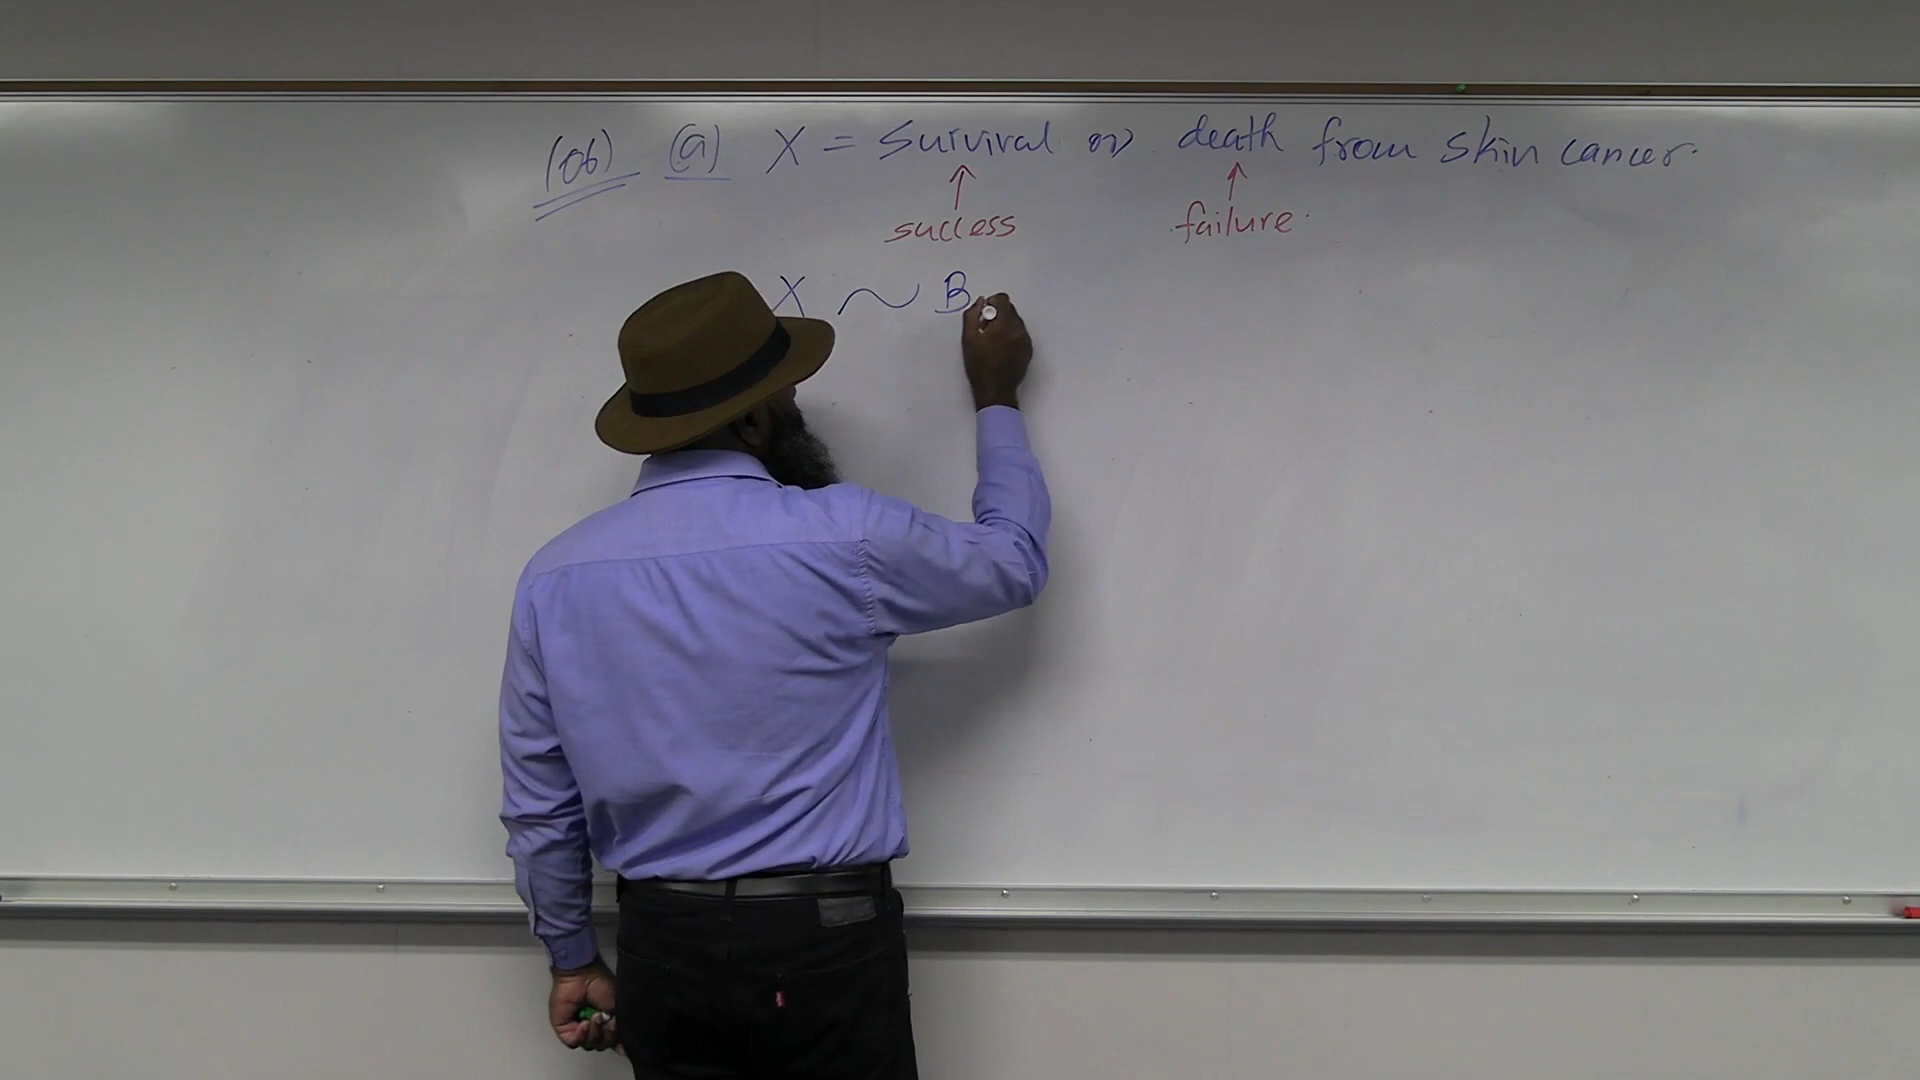 (06) (a) X = survival or death from skin cancer.
↑ ↑
success failure.
X ~ B